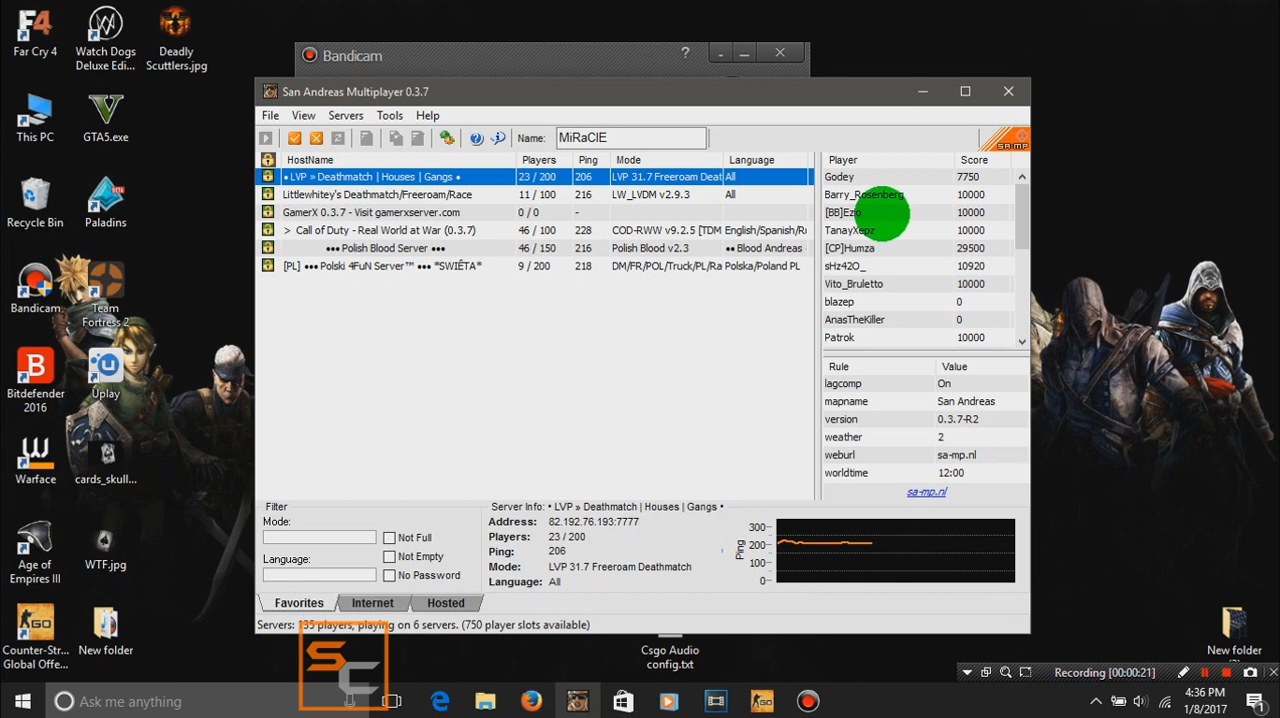 Far Cry 4
Watch Dogs
Deluxe Edi...
Deadly
Scuttlers.jpg
This PC
GTA5.exe
Recycle Bin
Paladins
Bandicam
Team
Fortress 2
Bitdefender
2016
Uplay
Warface
cards_skull...
Age of
Empires III
WTF.jpg
Counter-Str...
Global Offe...
New folder
Bandicam
San Andreas Multiplayer 0.3.7
File View Servers Tools Help
Name: MiRaClE
sa-mp
HostName Players Ping Mode Language
• LVP » Deathmatch | Houses | Gangs • 23 / 200 206 LVP 31.7 Freeroam Deat All
Littlewhitey's Deathmatch/Freeroam/Race 11 / 100 216 LW_LVDM v2.9.3 All
GamerX 0.3.7 - Visit gamerxserver.com 0 / 0 -
> Call of Duty - Real World at War (0.3.7) 46 / 100 228 COD-RWW v9.2.5 [TDM English/Spanish/R
••• Polish Blood Server ••• 46 / 150 216 Polish Blood v2.3 •• Blood Andreas
[PL] ••• Polski 4FuN Server™ ••• *SWIÊTA* 9 / 200 218 DM/FR/POL/Truck/PL/Ra Polska/Poland PL
Player Score
Godey 7750
Barry_Rosenberg 10000
[BB]Ezio 10000
TanayXepz 10000
[CP]Humza 29500
sHz42O_ 10920
Vito_Bruletto 10000
blazep 0
AnasTheKiller 0
Patrok 10000
Rule Value
lagcomp On
mapname San Andreas
version 0.3.7-R2
weather 2
weburl sa-mp.nl
worldtime 12:00
sa-mp.nl
Filter
Mode:
Language:
Not Full
Not Empty
No Password
Server Info: • LVP » Deathmatch | Houses | Gangs •
Address: 82.192.76.193:7777
Players: 23 / 200
Ping: 206
Mode: LVP 31.7 Freeroam Deathmatch
Language: All
Ping
300
200
100
0
Favorites Internet Hosted
Servers: 135 players, playing on 6 servers. (750 player slots available)
SC
Csgo Audio
config.txt
New folder
Recording [00:00:21]
Ask me anything
4:36 PM
1/8/2017